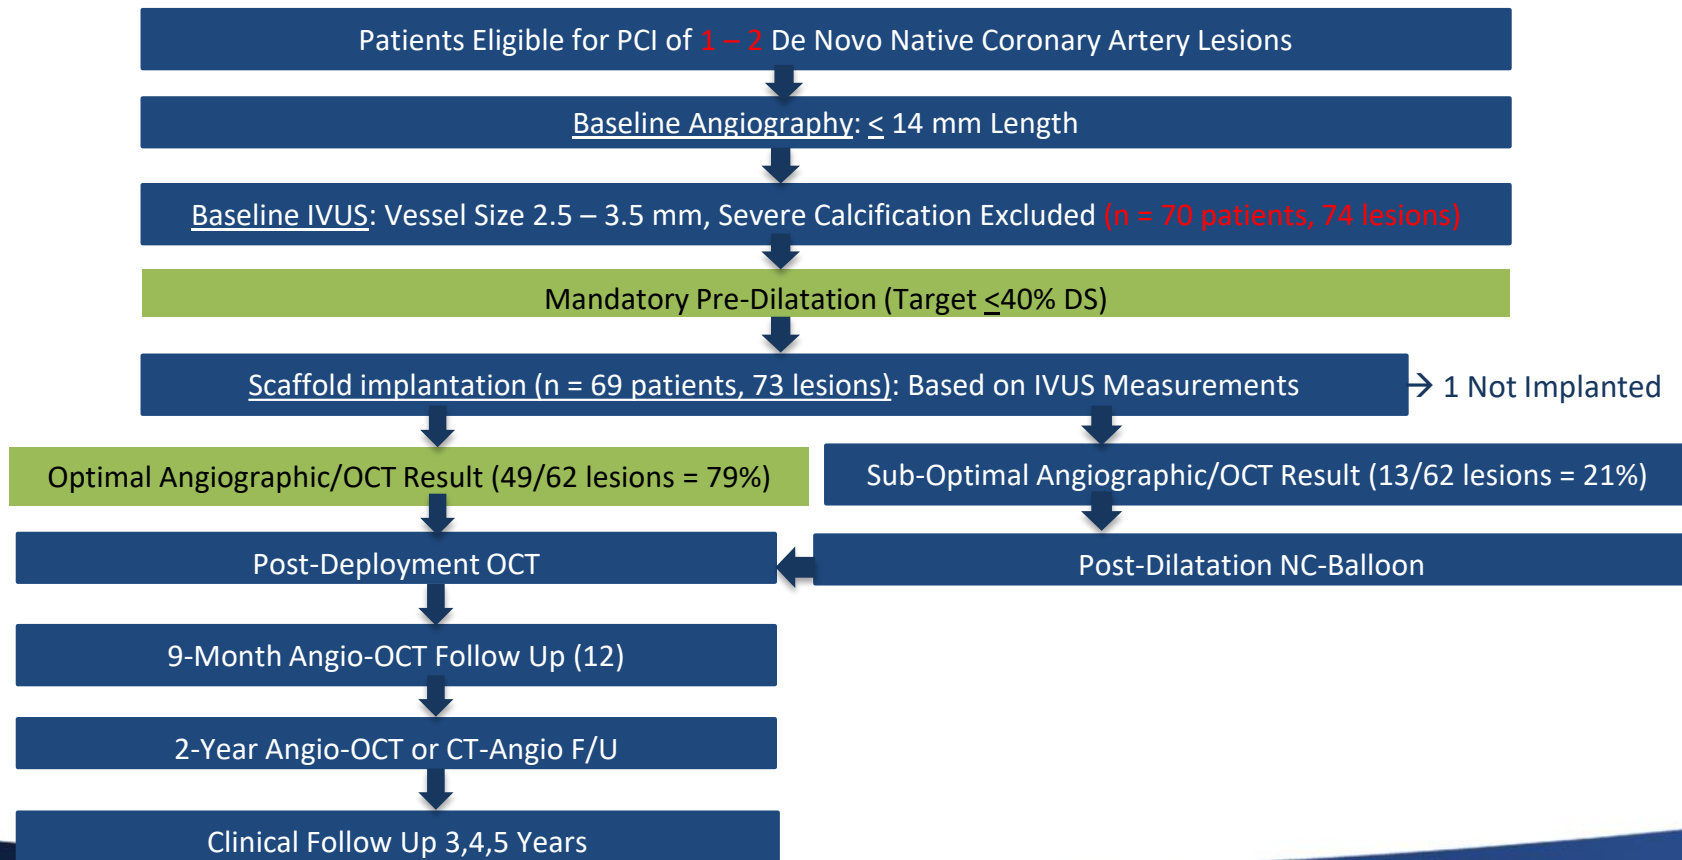 Patients Eligible for PCI of 1 – 2 De Novo Native Coronary Artery Lesions
Baseline Angiography: ≤ 14 mm Length
Baseline IVUS: Vessel Size 2.5 – 3.5 mm, Severe Calcification Excluded (n = 70 patients, 74 lesions)
Mandatory Pre-Dilatation (Target ≤40% DS)
Scaffold implantation (n = 69 patients, 73 lesions): Based on IVUS Measurements
→ 1 Not Implanted
Optimal Angiographic/OCT Result (49/62 lesions = 79%)
Sub-Optimal Angiographic/OCT Result (13/62 lesions = 21%)
Post-Deployment OCT
Post-Dilatation NC-Balloon
9-Month Angio-OCT Follow Up (12)
2-Year Angio-OCT or CT-Angio F/U
Clinical Follow Up 3,4,5 Years